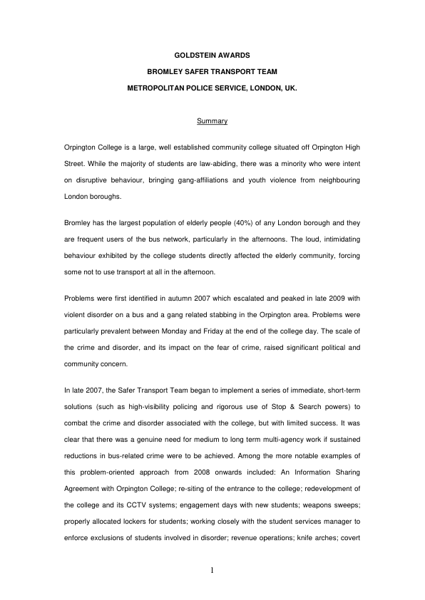 GOLDSTEIN AWARDS
BROMLEY SAFER TRANSPORT TEAM
METROPOLITAN POLICE SERVICE, LONDON, UK.
Summary
Orpington College is a large, well established community college situated off Orpington High
Street. While the majority of students are law-abiding, there was a minority who were intent
on disruptive behaviour, bringing gang-affiliations and youth violence from neighbouring
London boroughs.
Bromley has the largest population of elderly people (40%) of any London borough and they
are frequent users of the bus network, particularly in the afternoons. The loud, intimidating
behaviour exhibited by the college students directly affected the elderly community, forcing
some not to use transport at all in the afternoon.
Problems were first identified in autumn 2007 which escalated and peaked in late 2009 with
violent disorder on a bus and a gang related stabbing in the Orpington area. Problems were
particularly prevalent between Monday and Friday at the end of the college day. The scale of
the crime and disorder, and its impact on the fear of crime, raised significant political and
community concern.
In late 2007, the Safer Transport Team began to implement a series of immediate, short-term
solutions (such as high-visibility policing and rigorous use of Stop & Search powers) to
combat the crime and disorder associated with the college, but with limited success. It was
clear that there was a genuine need for medium to long term multi-agency work if sustained
reductions in bus-related crime were to be achieved. Among the more notable examples of
this problem-oriented approach from 2008 onwards included: An Information Sharing
Agreement with Orpington College; re-siting of the entrance to the college; redevelopment of
the college and its CCTV systems; engagement days with new students; weapons sweeps;
properly allocated lockers for students; working closely with the student services manager to
enforce exclusions of students involved in disorder; revenue operations; knife arches; covert
1